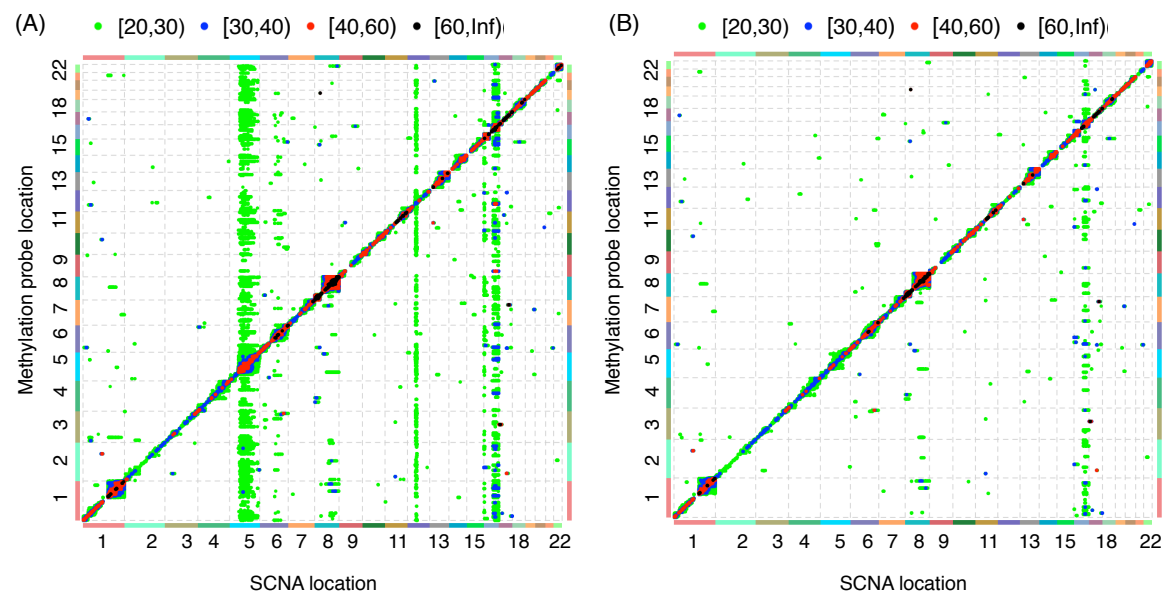 (A)
[20,30) [30,40) [40,60) [60,Inf)
Methylation probe location
22
18
15
13
11
9
8
7
6
5
4
3
2
1
1 2 3 4 5 6 7 8 9 11 13 15 18 22
SCNA location
(B)
[20,30) [30,40) [40,60) [60,Inf)
Methylation probe location
22
18
15
13
11
9
8
7
6
5
4
3
2
1
1 2 3 4 5 6 7 8 9 11 13 15 18 22
SCNA location